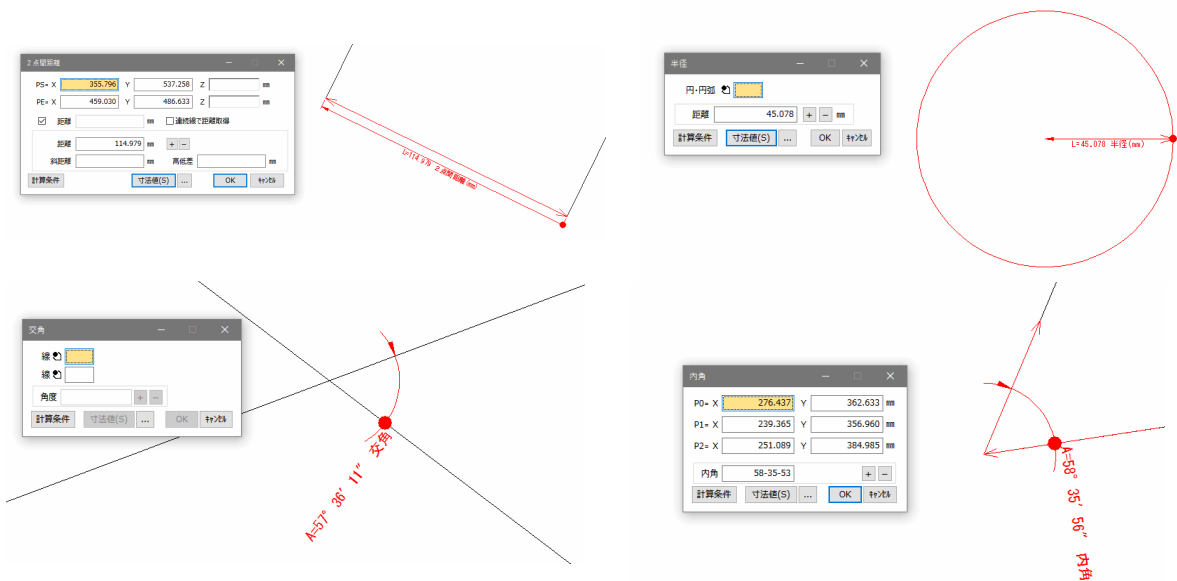 2点間距離
PS= X 355.796 Y 537.258 Z mm
PE= X 459.030 Y 486.633 Z mm
距離 mm 連続線で距離取得
距離 114.979 mm + -
斜距離 mm 高低差 mm
計算条件 寸法値(S) ... OK ｷｬﾝｾﾙ
L=114.979 2点間距離(mm)
半径
円・円弧
距離 45.078 + - mm
計算条件 寸法値(S) ... OK ｷｬﾝｾﾙ
L=45.078 半径(mm)
交角
線
線
角度 + -
計算条件 寸法値(S) ... OK ｷｬﾝｾﾙ
A=57° 36′ 11″ 交角
内角
P0= X 276.437 Y 362.633 mm
P1= X 239.365 Y 356.960 mm
P2= X 251.089 Y 384.985 mm
内角 58-35-53 + -
計算条件 寸法値(S) ... OK ｷｬﾝｾﾙ
A=58° 35′ 56″ 内角